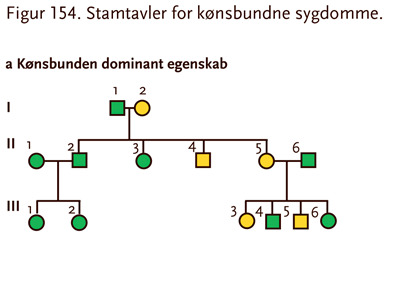 Figur 154. Stamtavler for kønsbundne sygdomme.
a Kønsbunden dominant egenskab
I 1 2
II 1 2 3 4 5 6
III 1 2 3 4 5 6